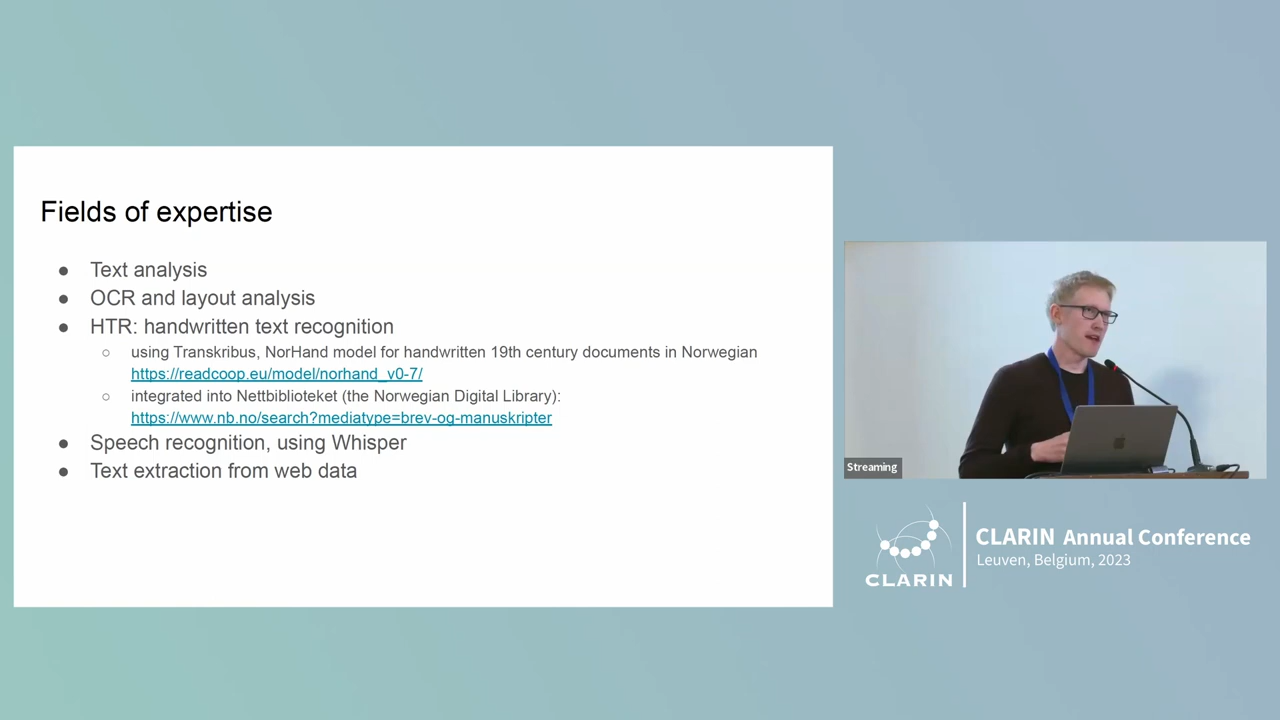 Fields of expertise
● Text analysis
● OCR and layout analysis
● HTR: handwritten text recognition
○ using Transkribus, NorHand model for handwritten 19th century documents in Norwegian
https://readcoop.eu/model/norhand_v0-7/
○ integrated into Nettbiblioteket (the Norwegian Digital Library):
https://www.nb.no/search?mediatype=brev-og-manuskripter
● Speech recognition, using Whisper
● Text extraction from web data
Streaming
CLARIN
CLARIN Annual Conference
Leuven, Belgium, 2023